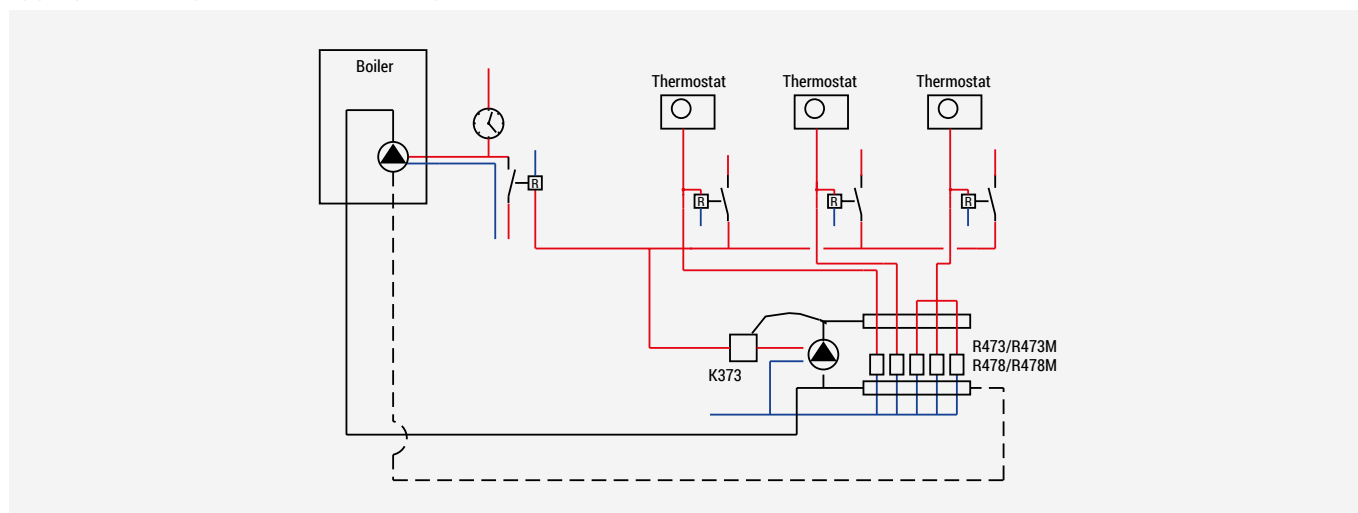 Boiler
Thermostat
Thermostat
Thermostat
R
R
R
R
K373
R473/R473M
R478/R478M